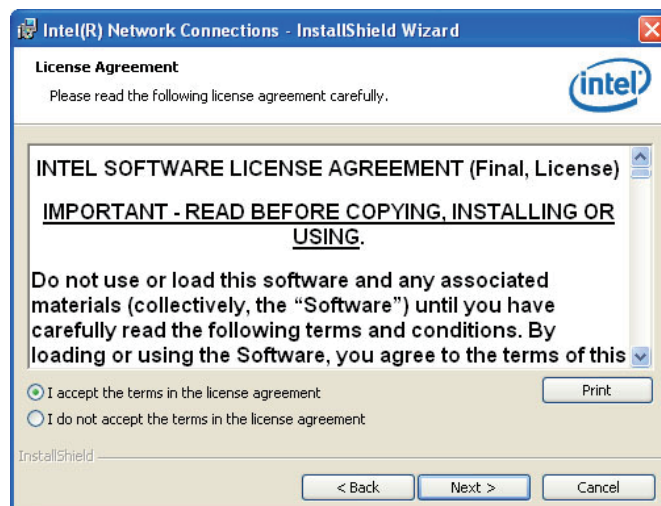 Intel(R) Network Connections - InstallShield Wizard
License Agreement
Please read the following license agreement carefully.
intel
INTEL SOFTWARE LICENSE AGREEMENT (Final, License)
IMPORTANT - READ BEFORE COPYING, INSTALLING OR
USING.
Do not use or load this software and any associated
materials (collectively, the “Software”) until you have
carefully read the following terms and conditions. By
loading or using the Software, you agree to the terms of this
I accept the terms in the license agreement
Print
I do not accept the terms in the license agreement
InstallShield
< Back
Next >
Cancel